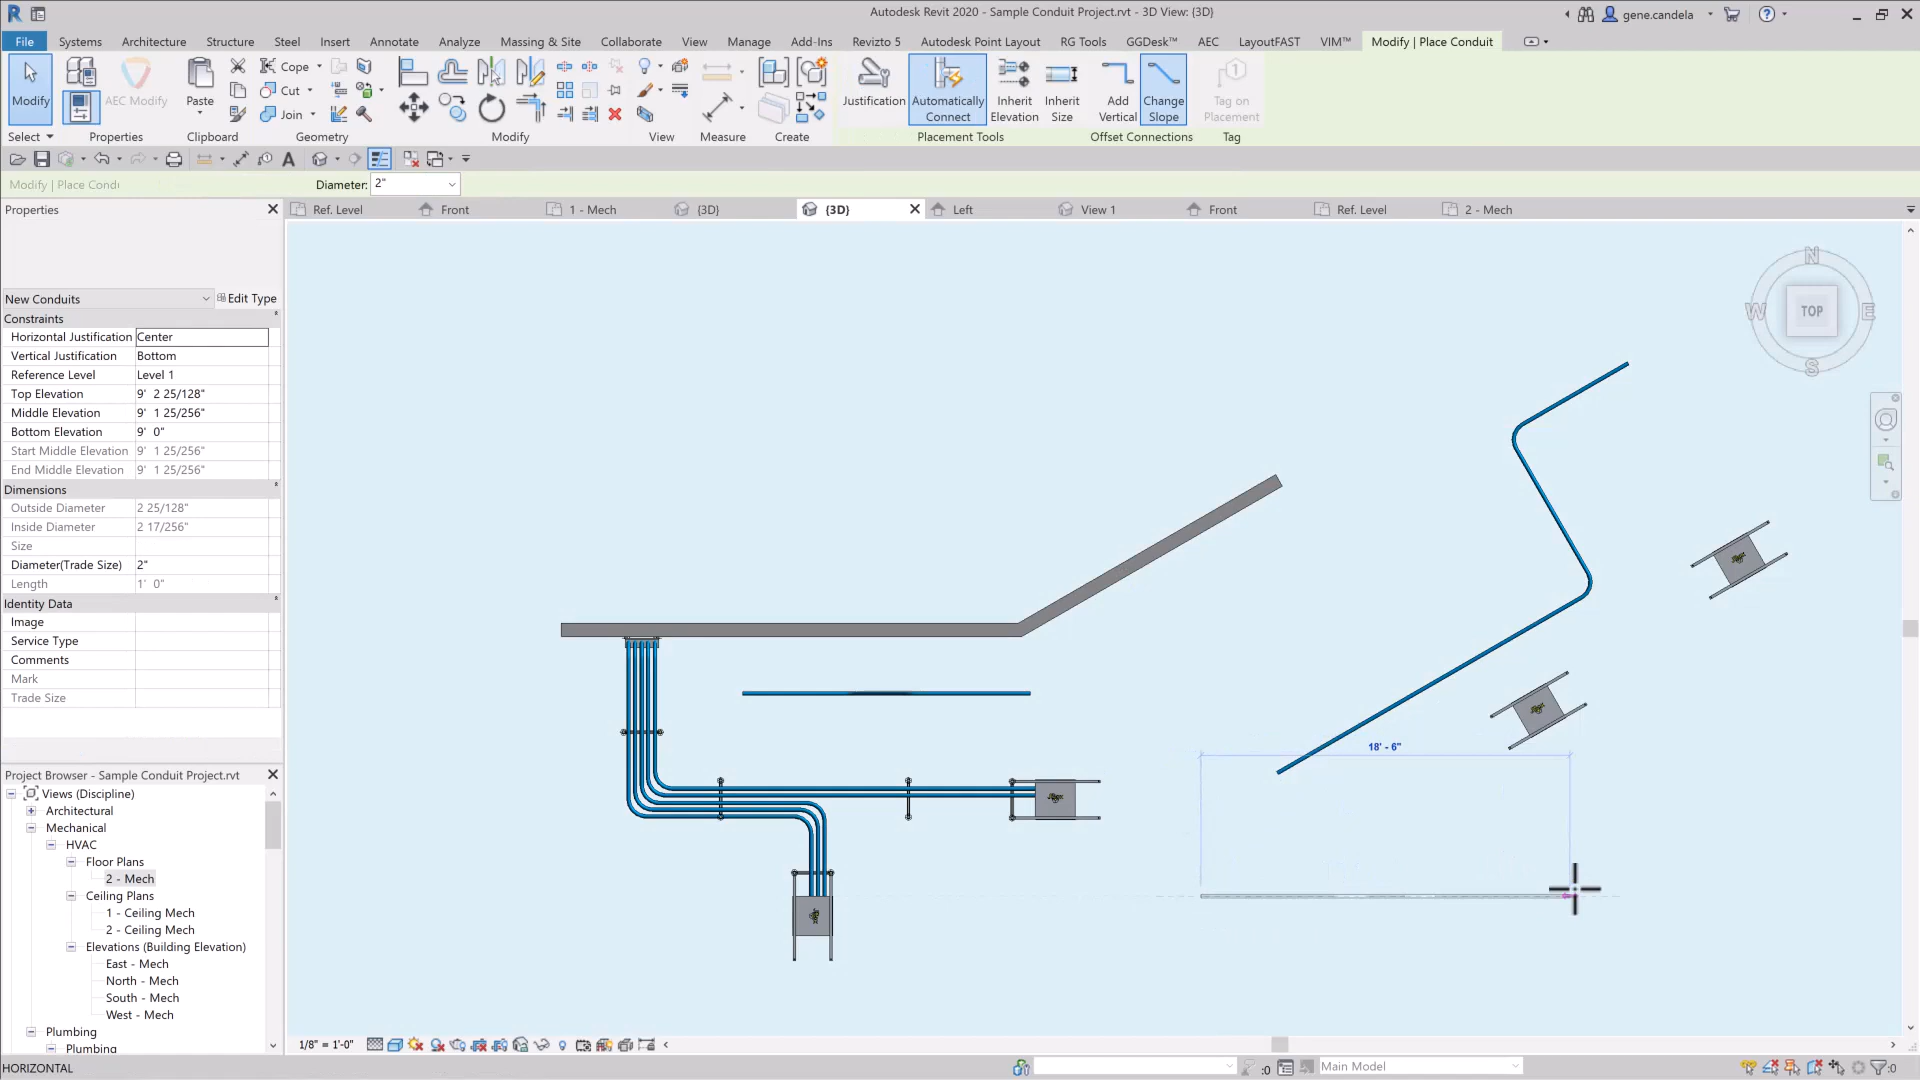 Autodesk Revit 2020 - Sample Conduit Project.rvt - 3D View: {3D}
gene.candela
File Systems Architecture Structure Steel Insert Annotate Analyze Massing & Site Collaborate View Manage Add-Ins Revizto 5 Autodesk Point Layout RG Tools GGDesk™ AEC LayoutFAST VIM™ Modify | Place Conduit
Modify
AEC Modify
Paste
Cope
Cut
Join
Justification
Automatically Connect
Inherit Elevation
Inherit Size
Add Vertical
Change Slope
Tag on Placement
Select Properties Clipboard Geometry Modify View Measure Create Placement Tools Offset Connections Tag
Modify | Place Condu
Diameter: 2"
Properties
Ref. Level Front 1 - Mech {3D} {3D} Left View 1 Front Ref. Level 2 - Mech
New Conduits Edit Type
Constraints
Horizontal Justification Center
Vertical Justification Bottom
Reference Level Level 1
Top Elevation 9' 2 25/128"
Middle Elevation 9' 1 25/256"
Bottom Elevation 9' 0"
Start Middle Elevation 9' 1 25/256"
End Middle Elevation 9' 1 25/256"
Dimensions
Outside Diameter 2 25/128"
Inside Diameter 2 17/256"
Size
Diameter(Trade Size) 2"
Length 1' 0"
Identity Data
Image
Service Type
Comments
Mark
Trade Size
N
W TOP E
S
18' - 6"
Project Browser - Sample Conduit Project.rvt
Views (Discipline)
Architectural
Mechanical
HVAC
Floor Plans
2 - Mech
Ceiling Plans
1 - Ceiling Mech
2 - Ceiling Mech
Elevations (Building Elevation)
East - Mech
North - Mech
South - Mech
West - Mech
Plumbing
Plumbing
1/8" = 1'-0"
HORIZONTAL
:0
Main Model
:0